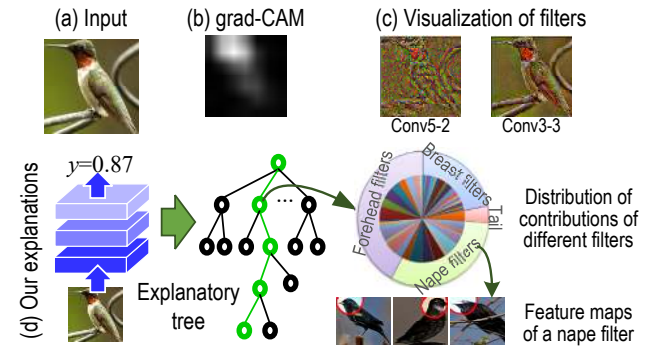 (a) Input
(b) grad-CAM
(c) Visualization of filters
Conv5-2
Conv3-3
(d) Our explanations
y=0.87
...
Explanatory
tree
Forehead filters
Breast filters
Tail
Nape filters
Distribution of
contributions of
different filters
Feature maps
of a nape filter